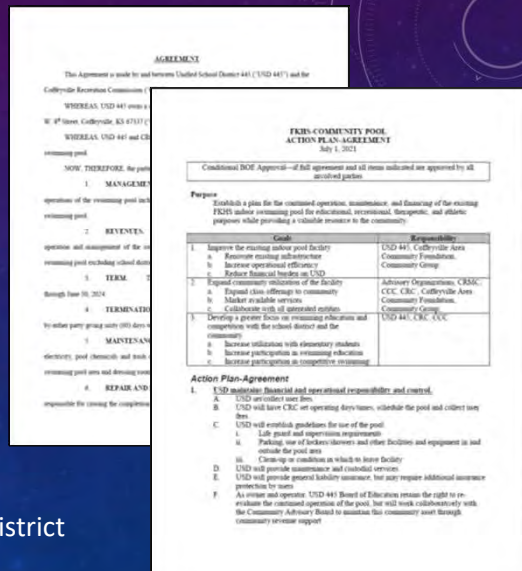 AGREEMENT
This Agreement is made by and between Unified School District 445 ("USD 445") and the
Coffeyville Recreation Commission
WHEREAS, USD 445 owns a
W. 8th Street, Coffeyville, KS 67337
WHEREAS, USD 445 and CR
swimming pool.
NOW, THEREFORE, the parti
1. MANAGEMEN
operations of the swimming pool incl
swimming pool.
2. REVENUES.
operation and management of the sw
swimming pool excluding school distri
3. TERM.
through June 30, 2024
4. TERMINATIO
by either party giving sixty (60) days w
5. MAINTENANC
electricity, pool chemicals and trash
swimming pool area and dressing room
6. REPAIR AND
responsible for causing the completion
FKHS-COMMUNITY POOL
ACTION PLAN-AGREEMENT
July 1, 2021
Conditional BOE Approval—if full agreement and all items indicated are approved by all
involved parties
Purpose
Establish a plan for the continued operation, maintenance, and financing of the existing
FKHS indoor swimming pool for educational, recreational, therapeutic, and athletic
purposes while providing a valuable resource to the community.
Goals Responsibility
1. Improve the existing indoor pool facility
a. Renovate existing infrastructure
b. Increase operational efficiency
c. Reduce financial burden on USD
USD 445, Coffeyville Area
Community Foundation,
Community Group
2. Expand community utilization of the facility
a. Expand class offerings to community
b. Market available services
c. Collaborate with all interested entities
Advisory Organizations, CRMC,
CCC, CRC, Coffeyville Area
Community Foundation,
Community Group,
3. Develop a greater focus on swimming education and
competition with the school district and the
community
a. Increase utilization with elementary students
b. Increase participation in swimming education
c. Increase participation in competitive swimming
USD 445, CRC, CCC
Action Plan-Agreement
1. USD maintains financial and operational responsibility and control.
A. USD set/collect user fees
B. USD will have CRC set operating days/times, schedule the pool and collect user
fees
C. USD will establish guidelines for use of the pool
i. Life guard and supervision requirements
ii. Parking, use of lockers/showers and other facilities and equipment in and
outside the pool area
iii. Clean-up or condition in which to leave facility
D. USD will provide maintenance and custodial services
E. USD will provide general liability insurance, but may require additional insurance
protection by users
F. As owner and operator, USD 445 Board of Education retains the right to re-
evaluate the continued operation of the pool, but will work collaboratively with
the Community Advisory Board to maintain this community asset through
community revenue support
istrict